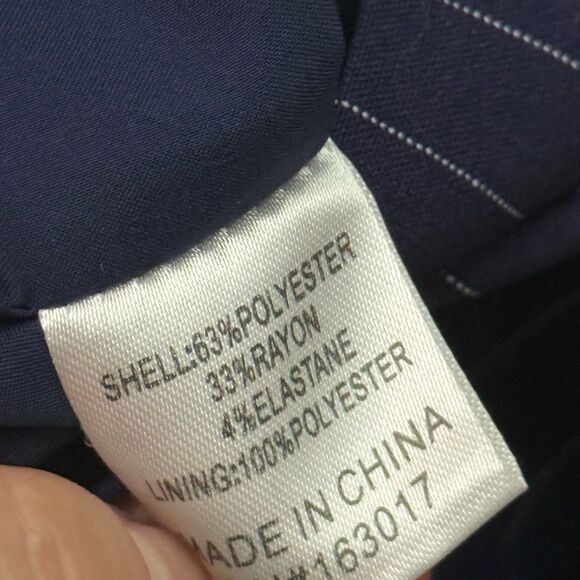 SHELL:63%POLYESTER
33%RAYON
4%ELASTANE
LINING:100%POLYESTER
MADE IN CHINA
#163017